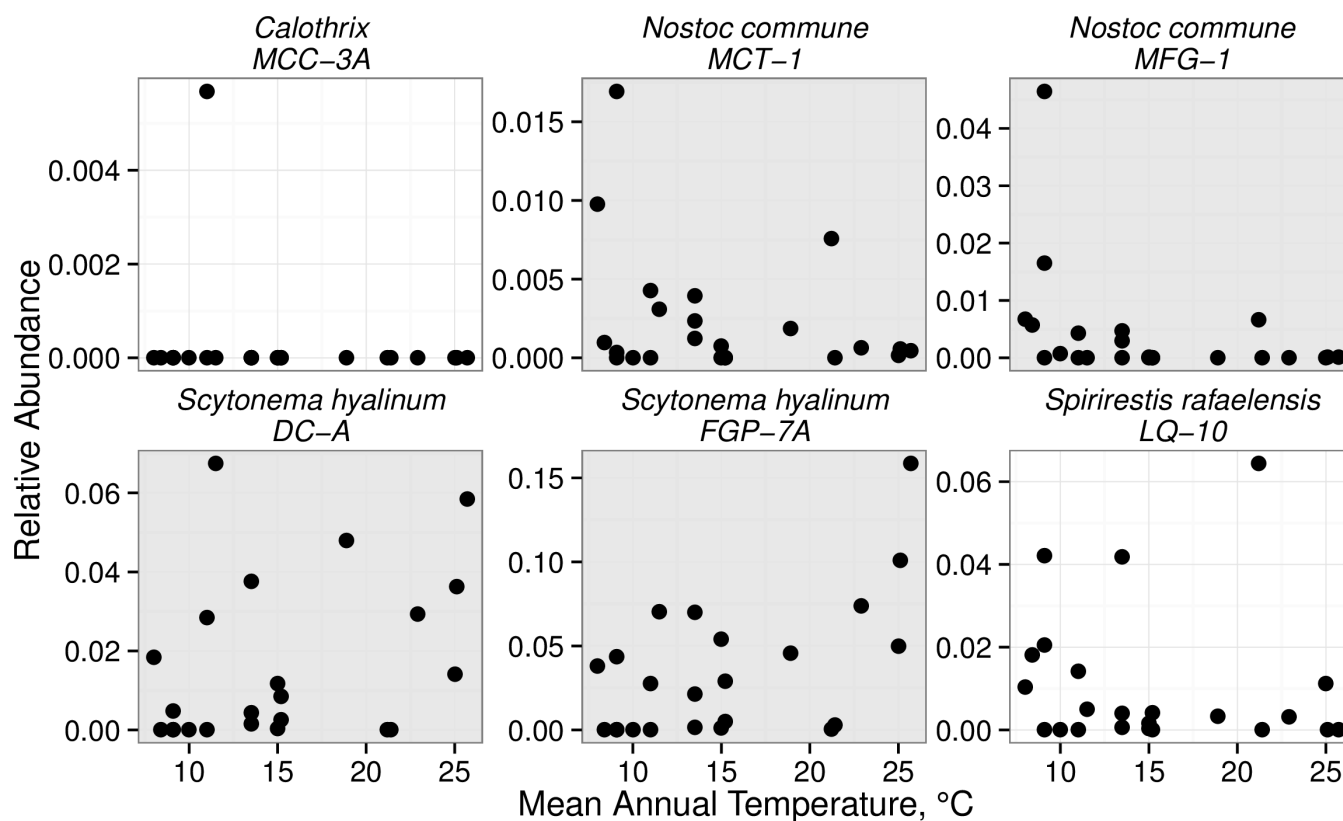 Calothrix
MCC−3A
Nostoc commune
MCT−1
Nostoc commune
MFG−1
Relative Abundance
0.004
0.002
0.000
0.015
0.010
0.005
0.000
0.04
0.03
0.02
0.01
0.00
Scytonema hyalinum
DC−A
Scytonema hyalinum
FGP−7A
Spirirestis rafaelensis
LQ−10
0.06
0.04
0.02
0.00
0.15
0.10
0.05
0.00
0.06
0.04
0.02
0.00
10 15 20 25
10 15 20 25
10 15 20 25
Mean Annual Temperature, °C